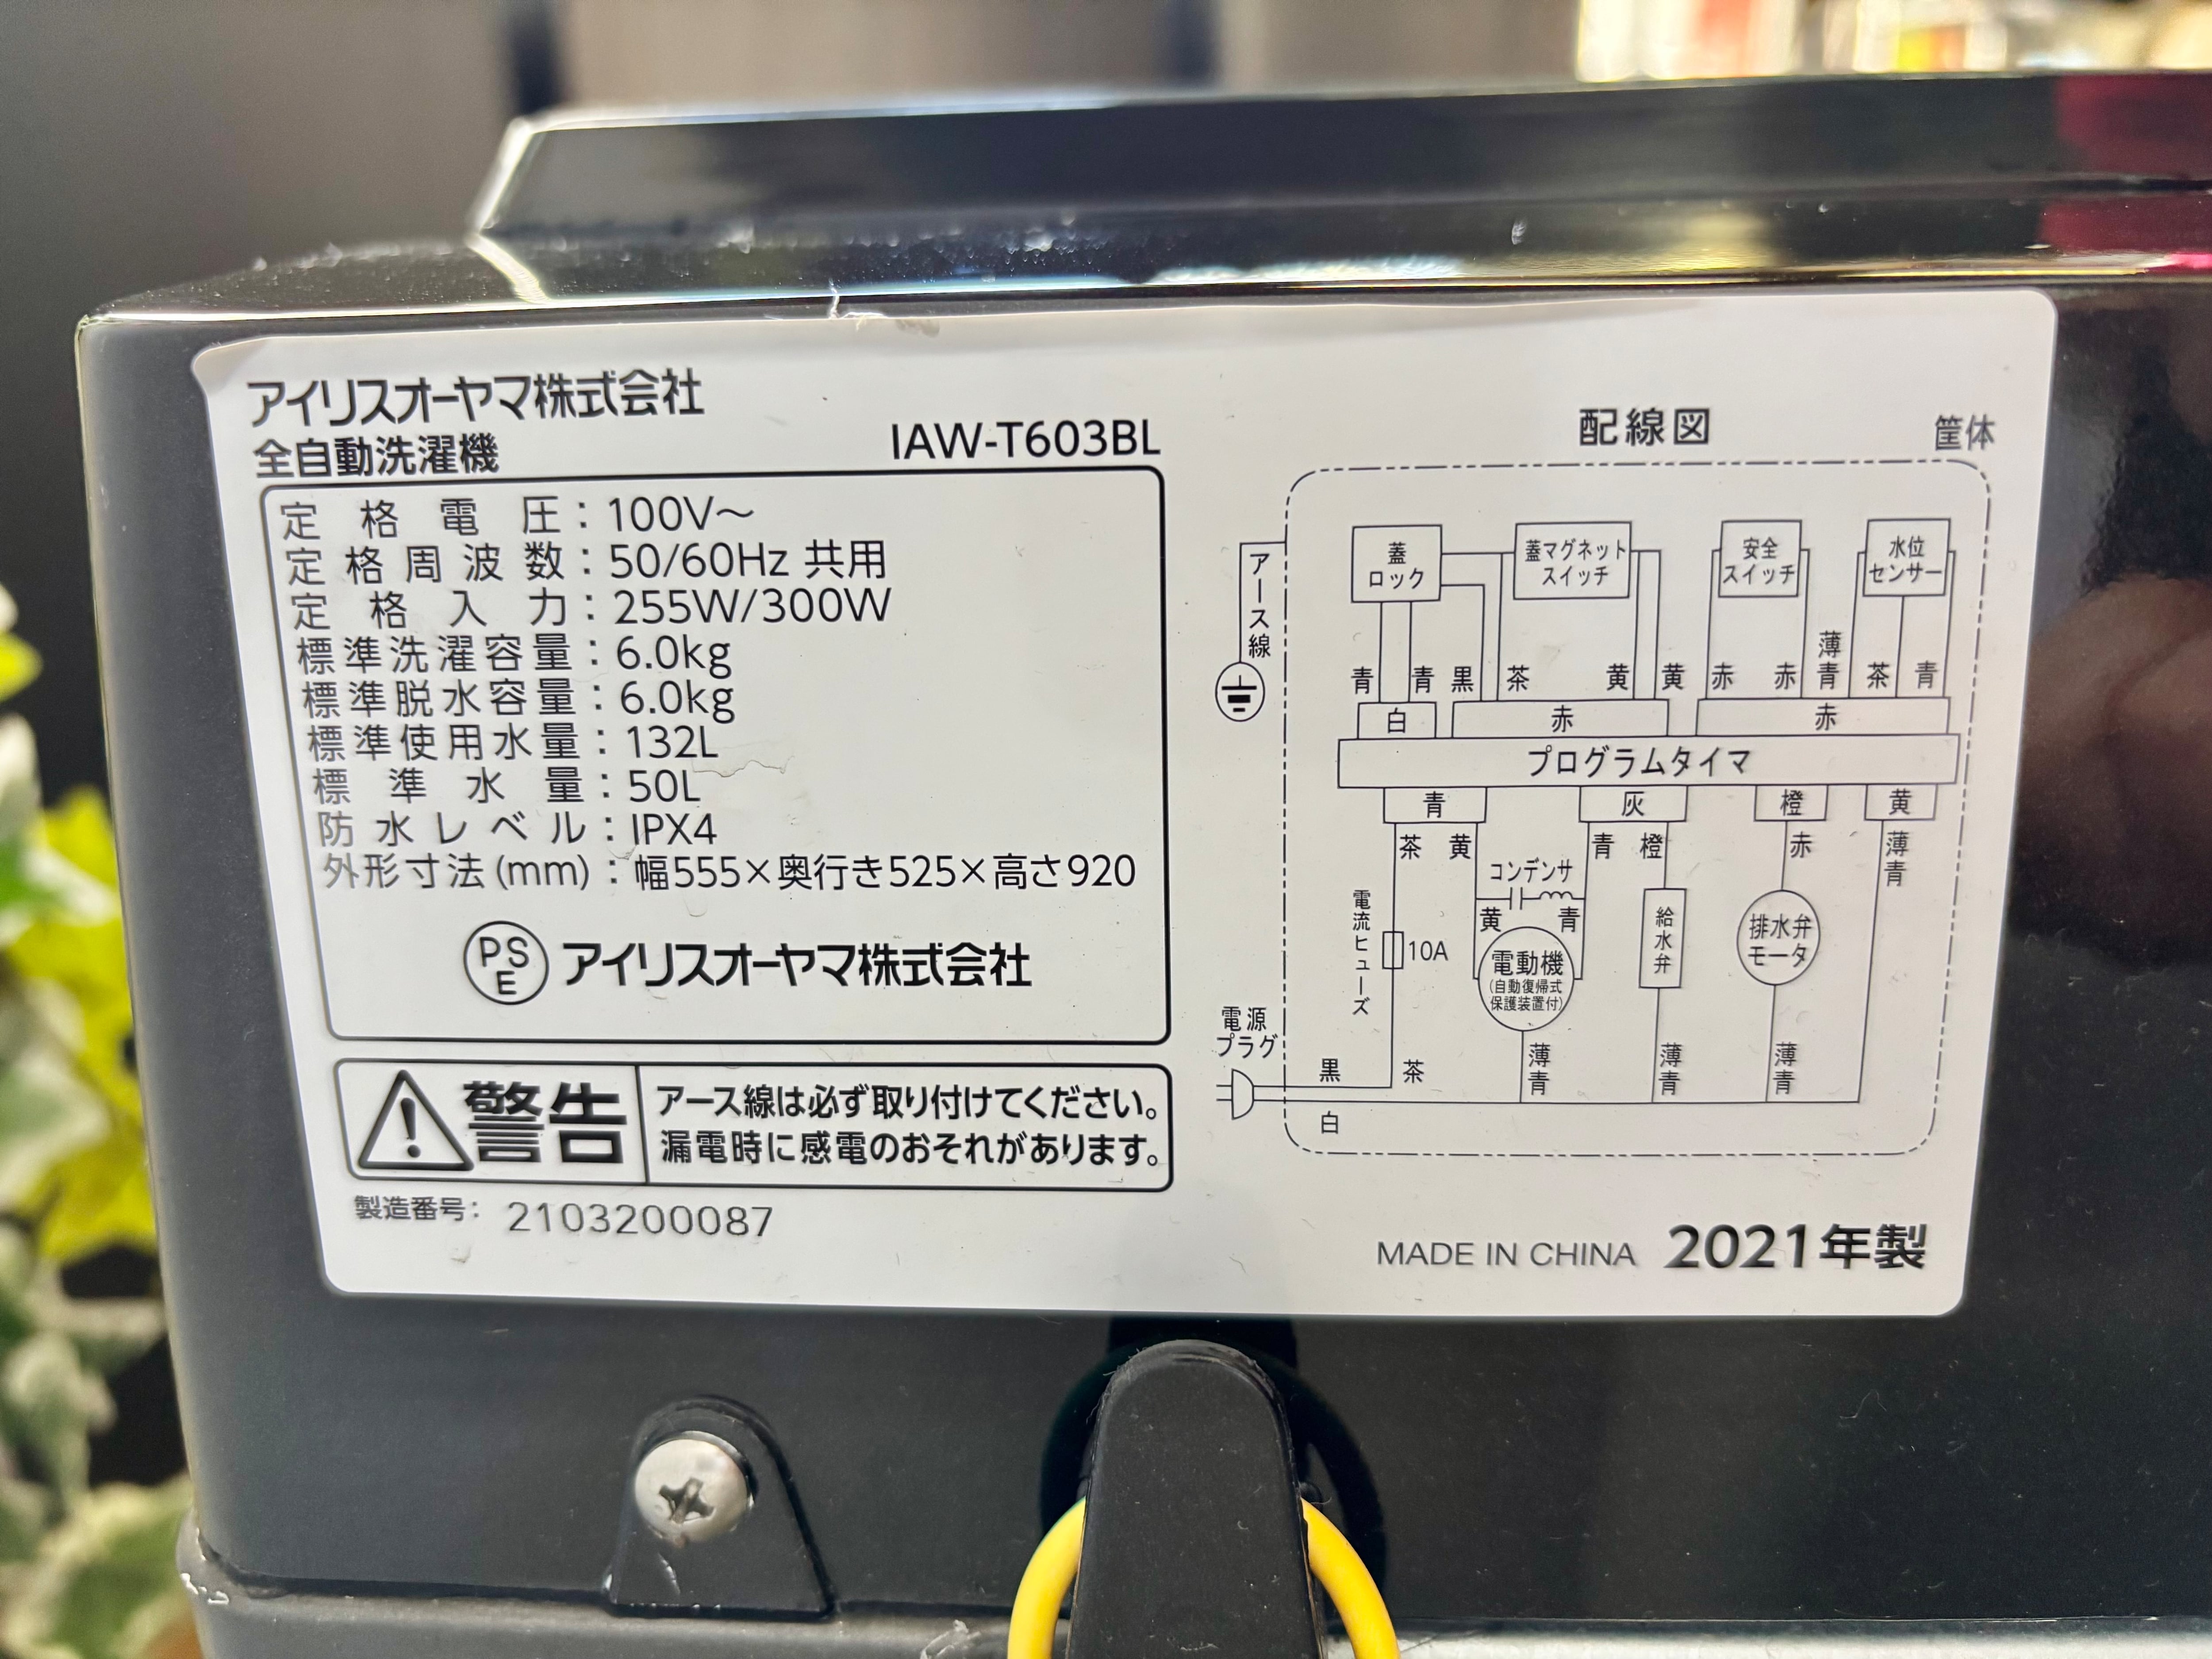 アイリスオーヤマ株式会社
全自動洗濯機 IAW-T603BL
定格電圧：100V～
定格周波数：50/60Hz 共用
定格入力：255W/300W
標準洗濯容量：6.0kg
標準脱水容量：6.0kg
標準使用水量：132L
標準水量：50L
防水レベル：IPX4
外形寸法(mm)：幅555×奥行き525×高さ920
PSE アイリスオーヤマ株式会社
警告
アース線は必ず取り付けてください。
漏電時に感電のおそれがあります。
製造番号：2103200087
配線図 筐体
アース線
蓋ロック
蓋マグネットスイッチ
安全スイッチ
水位センサー
青 青 黒 茶 黄 黄 赤 赤 薄青 茶 青
白 赤 赤
プログラムタイマ
青 灰 橙 黄
茶 黄 青 橙 赤 薄青
コンデンサ
黄 青
電流ヒューズ
10A
電動機
(自動復帰式
保護装置付)
給水弁
排水弁
モータ
電源
プラグ
黒 茶 薄青 薄青 薄青
白
MADE IN CHINA 2021年製